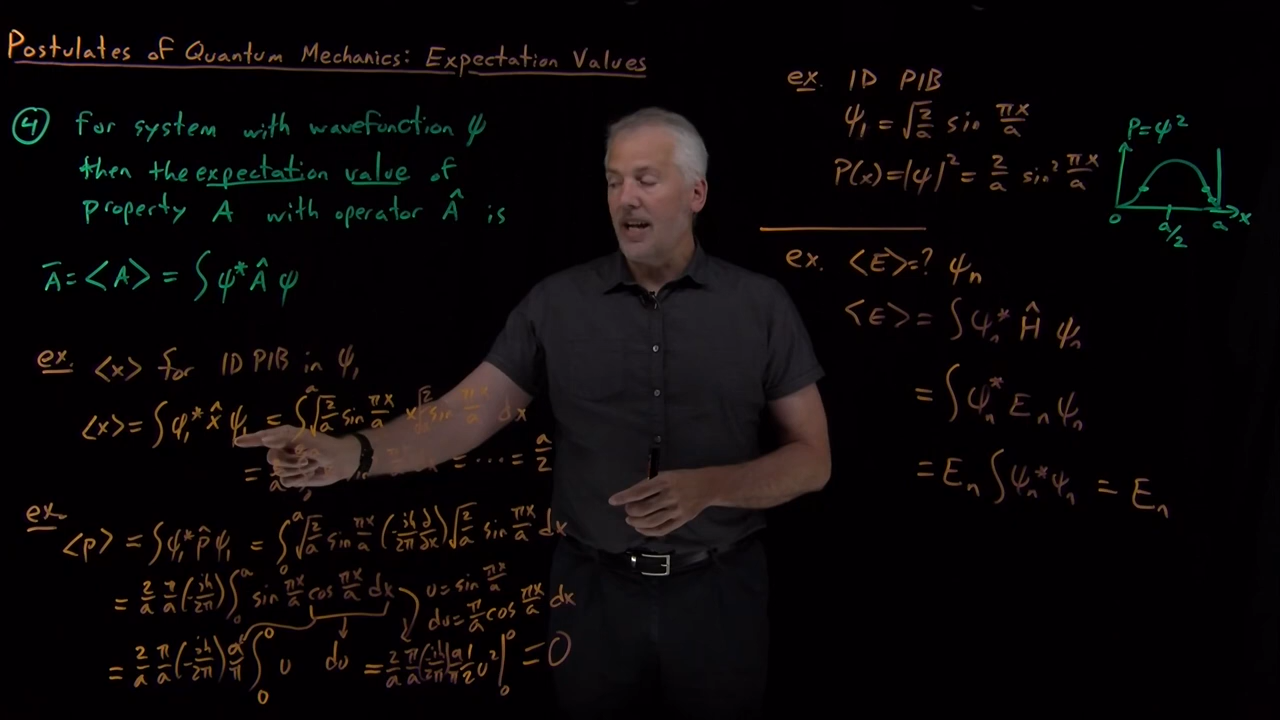 Postulates of Quantum Mechanics: Expectation Values
④ for system with wavefunction ψ
then the expectation value of
property A with operator Â is
Ā = <A> = ∫ ψ* Â ψ
ex. <x> for 1D PIB in ψ₁
<x> = ∫ ψ₁* x̂ ψ₁ = ∫₀ᵃ √(2/a) sin πx/a x √(2/a) sin πx/a dx
= ... = a/2
ex. <p> = ∫ ψ₁* p̂ ψ₁ = ∫₀ᵃ √(2/a) sin πx/a (-ih/2π ∂/∂x) √(2/a) sin πx/a dx
= 2/a π/a (-ih/2π) ∫₀ᵃ sin πx/a cos πx/a dx
u = sin πx/a
du = π/a cos πx/a dx
= 2/a π/a (-ih/2π) a/π ∫₀⁰ u du = 2/a π/a (-ih/2π) a/π 1/2 u² |₀⁰ = 0
ex. 1D PIB
ψ₁ = √(2/a) sin πx/a
P(x) = |ψ|² = 2/a sin² πx/a
P=ψ²
0 a/2 a x
ex. <E> = ? ψₙ
<E> = ∫ ψₙ* Ĥ ψₙ
= ∫ ψₙ* Eₙ ψₙ
= Eₙ ∫ ψₙ* ψₙ = Eₙ